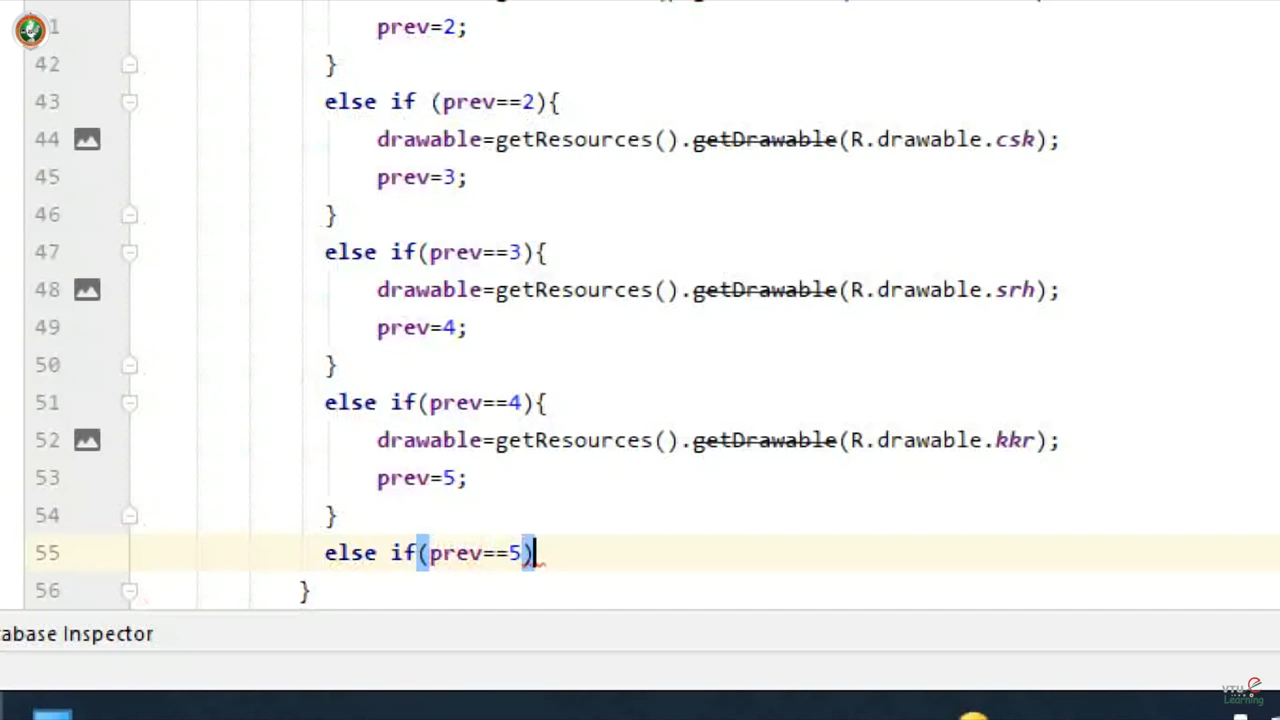 1 prev=2;
42 }
43 else if (prev==2){
44 drawable=getResources().getDrawable(R.drawable.csk);
45 prev=3;
46 }
47 else if(prev==3){
48 drawable=getResources().getDrawable(R.drawable.srh);
49 prev=4;
50 }
51 else if(prev==4){
52 drawable=getResources().getDrawable(R.drawable.kkr);
53 prev=5;
54 }
55 else if(prev==5)
56 }
abase Inspector
VTU e
Learning